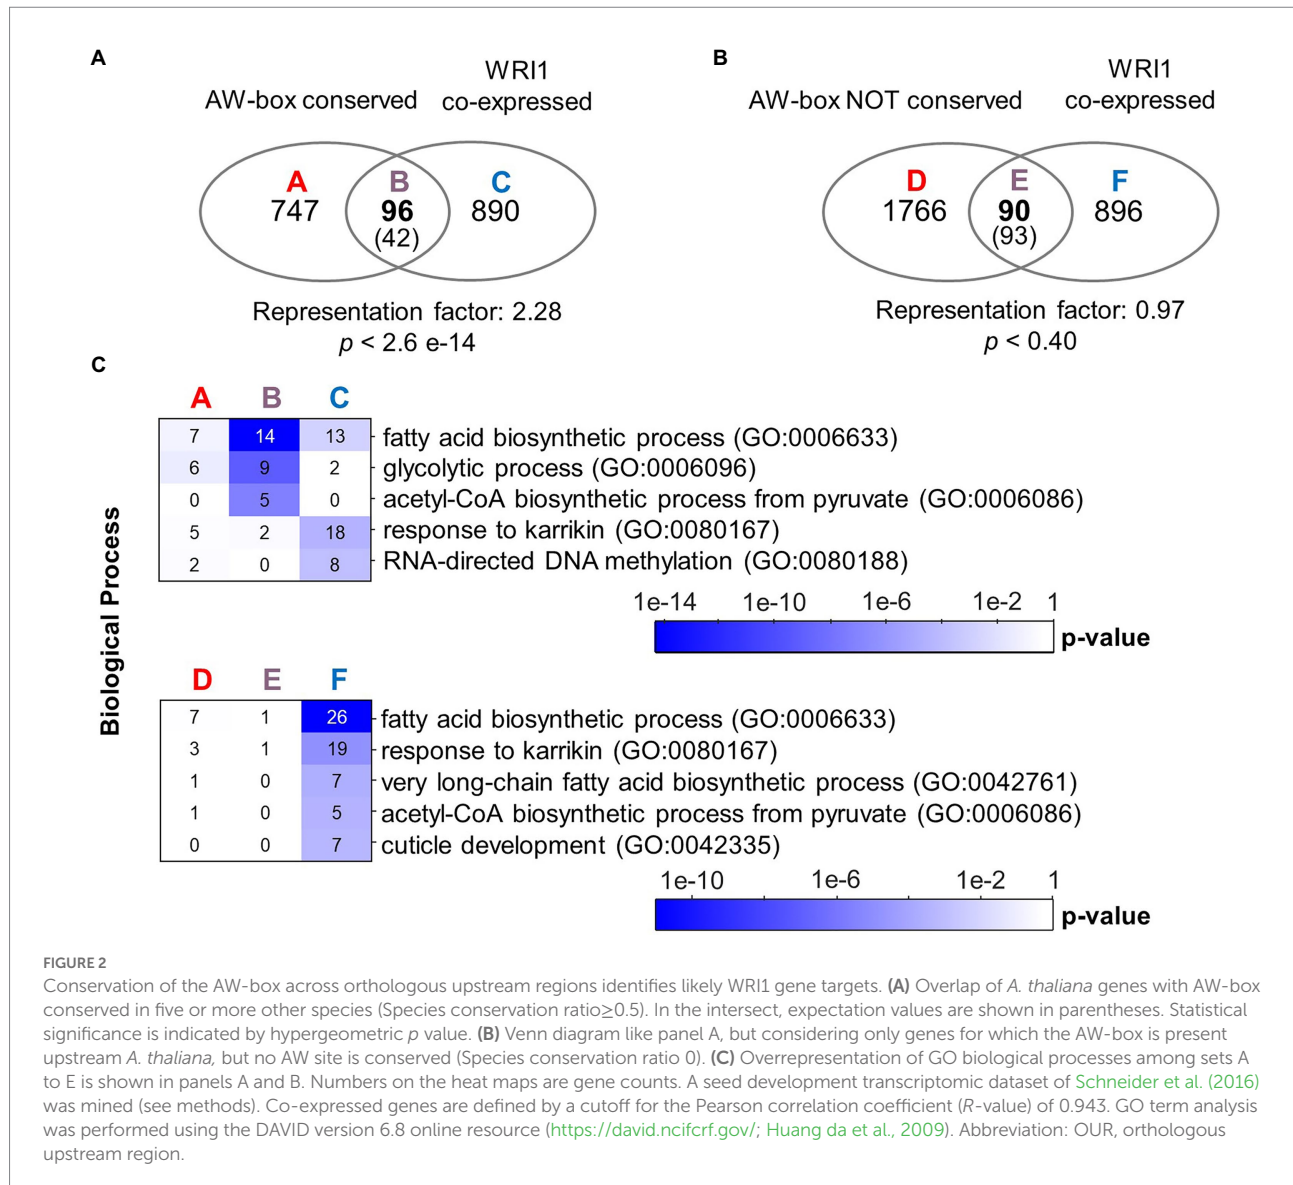 A
AW-box conserved
WRI1
co-expressed
A
B
C
747
96
890
(42)
Representation factor: 2.28
p < 2.6 e-14
B
AW-box NOT conserved
WRI1
co-expressed
D
E
F
1766
90
896
(93)
Representation factor: 0.97
p < 0.40
C
Biological Process
A B C
7 14 13 fatty acid biosynthetic process (GO:0006633)
6 9 2 glycolytic process (GO:0006096)
0 5 0 acetyl-CoA biosynthetic process from pyruvate (GO:0006086)
5 2 18 response to karrikin (GO:0080167)
2 0 8 RNA-directed DNA methylation (GO:0080188)
1e-14 1e-10 1e-6 1e-2 1
p-value
D E F
7 1 26 fatty acid biosynthetic process (GO:0006633)
3 1 19 response to karrikin (GO:0080167)
1 0 7 very long-chain fatty acid biosynthetic process (GO:0042761)
1 0 5 acetyl-CoA biosynthetic process from pyruvate (GO:0006086)
0 0 7 cuticle development (GO:0042335)
1e-10 1e-6 1e-2 1
p-value
FIGURE 2
Conservation of the AW-box across orthologous upstream regions identifies likely WRI1 gene targets. (A) Overlap of A. thaliana genes with AW-box
conserved in five or more other species (Species conservation ratio≥0.5). In the intersect, expectation values are shown in parentheses. Statistical
significance is indicated by hypergeometric p value. (B) Venn diagram like panel A, but considering only genes for which the AW-box is present
upstream A. thaliana, but no AW site is conserved (Species conservation ratio 0). (C) Overrepresentation of GO biological processes among sets A
to E is shown in panels A and B. Numbers on the heat maps are gene counts. A seed development transcriptomic dataset of Schneider et al. (2016)
was mined (see methods). Co-expressed genes are defined by a cutoff for the Pearson correlation coefficient (R-value) of 0.943. GO term analysis
was performed using the DAVID version 6.8 online resource (https://david.ncifcrf.gov/; Huang da et al., 2009). Abbreviation: OUR, orthologous
upstream region.